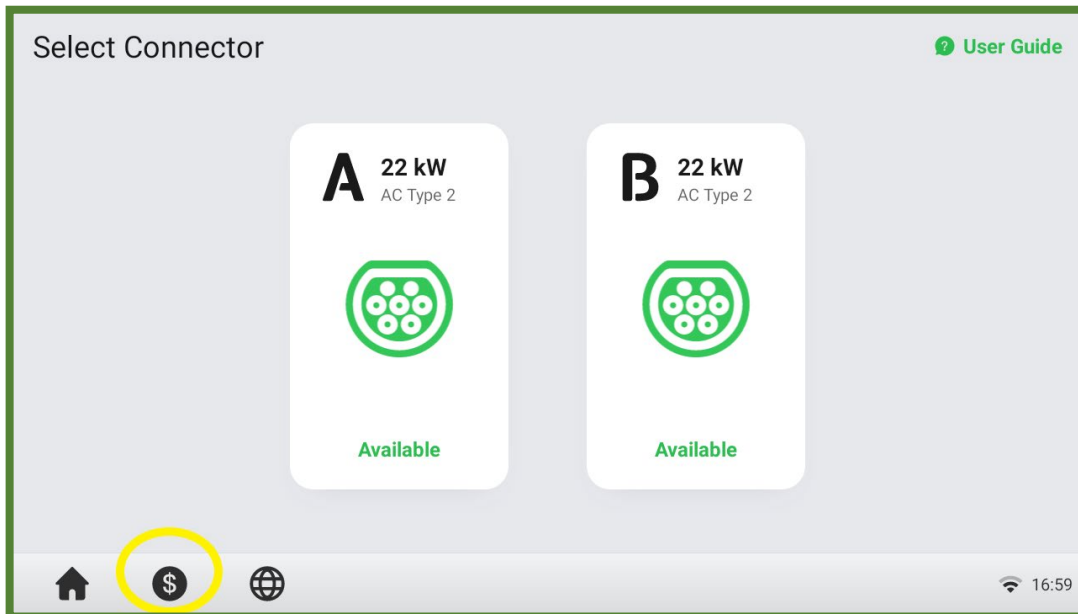 Select Connector
? User Guide
A 22 kW
AC Type 2
Available
B 22 kW
AC Type 2
Available
$
16:59